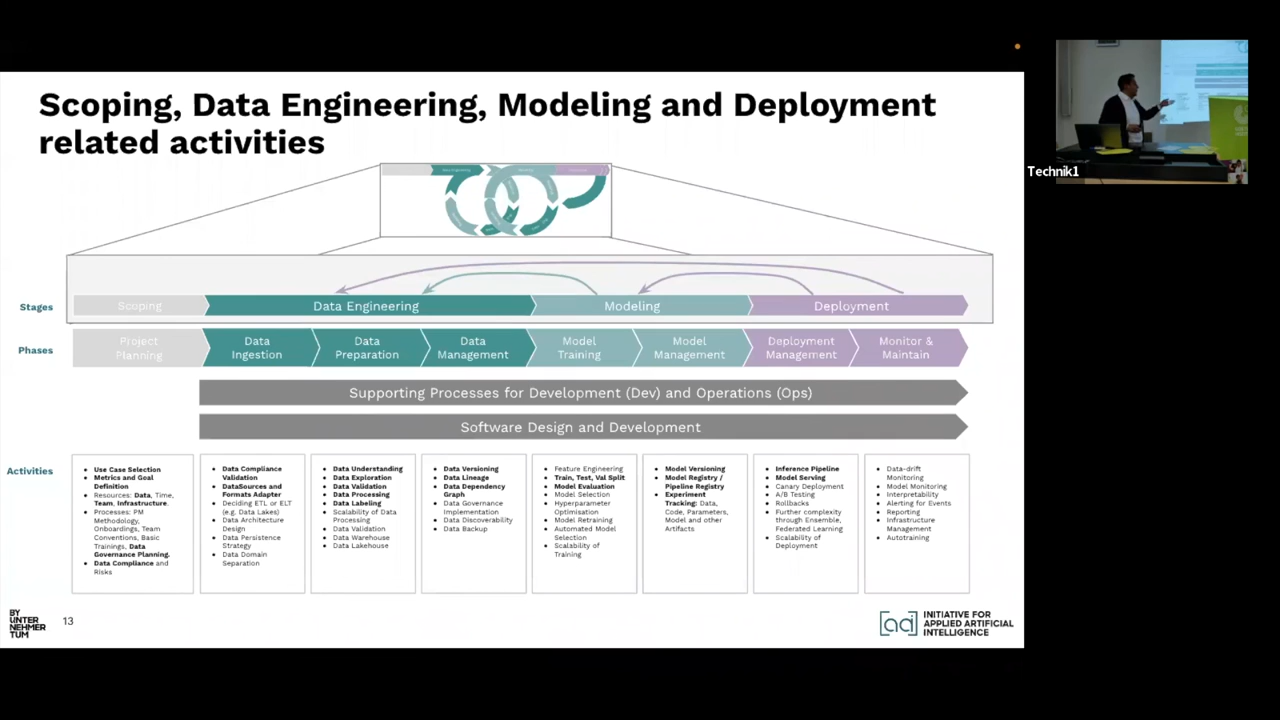 Scoping, Data Engineering, Modeling and Deployment
related activities
Technik1
Stages
Scoping
Data Engineering
Modeling
Deployment
Phases
Project
Planning
Data
Ingestion
Data
Preparation
Data
Management
Model
Training
Model
Management
Deployment
Management
Monitor &
Maintain
Supporting Processes for Development (Dev) and Operations (Ops)
Software Design and Development
Activities
• Use Case Selection
• Metrics and Goal
Definition
• Resources: Data, Time,
Team, Infrastructure.
• Processes: PM
Methodology,
Onboardings, Team
Conventions, Basic
Trainings, Data
Governance Planning.
• Data Compliance and
Risks
• Data Compliance
Validation
• DataSources and
Formats Adapter
• Deciding ETL or ELT
(e.g. Data Lakes)
• Data Architecture
Design
• Data Persistence
Strategy
• Data Domain
Separation
• Data Understanding
• Data Exploration
• Data Validation
• Data Processing
• Data Labeling
• Scalability of Data
Processing
• Data Validation
• Data Warehouse
• Data Lakehouse
• Data Versioning
• Data Lineage
• Data Dependency
Graph
• Data Governance
Implementation
• Data Discoverability
• Data Backup
• Feature Engineering
• Train, Test, Val Split
• Model Evaluation
• Model Selection
• Hyperparameter
Optimisation
• Model Retraining
• Automated Model
Selection
• Scalability of
Training
• Model Versioning
• Model Registry /
Pipeline Registry
• Experiment
Tracking: Data,
Code, Parameters,
Model and other
Artifacts
• Inference Pipeline
• Model Serving
• Canary Deployment
• A/B Testing
• Rollbacks
• Further complexity
through Ensemble,
Federated Learning
• Scalability of
Deployment
• Data-drift
Monitoring
• Model Monitoring
• Interpretability
• Alerting for Events
• Reporting
• Infrastructure
Management
• Autotraining
BY
UNTER
NEHMER
TUM
13
[aai]
INITIATIVE FOR
APPLIED ARTIFICIAL
INTELLIGENCE